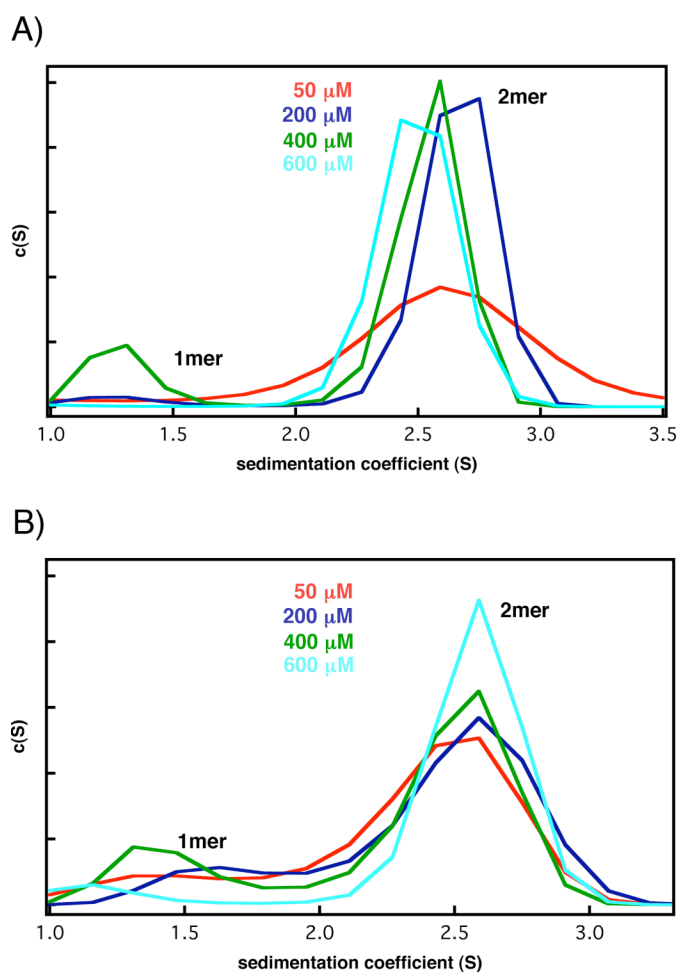 A)
50 μM
200 μM
400 μM
600 μM
2mer
1mer
c(S)
1.0 1.5 2.0 2.5 3.0 3.5
sedimentation coefficient (S)
B)
50 μM
200 μM
400 μM
600 μM
2mer
1mer
c(S)
1.0 1.5 2.0 2.5 3.0
sedimentation coefficient (S)